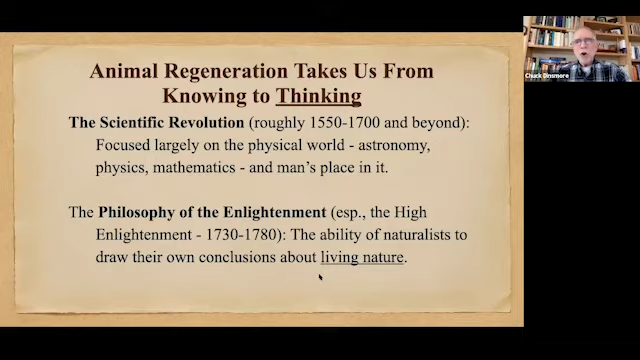 Animal Regeneration Takes Us From
Knowing to Thinking
The Scientific Revolution (roughly 1550-1700 and beyond):
Focused largely on the physical world - astronomy,
physics, mathematics - and man's place in it.
The Philosophy of the Enlightenment (esp., the High
Enlightenment - 1730-1780): The ability of naturalists to
draw their own conclusions about living nature.
Chuck Dinsmore